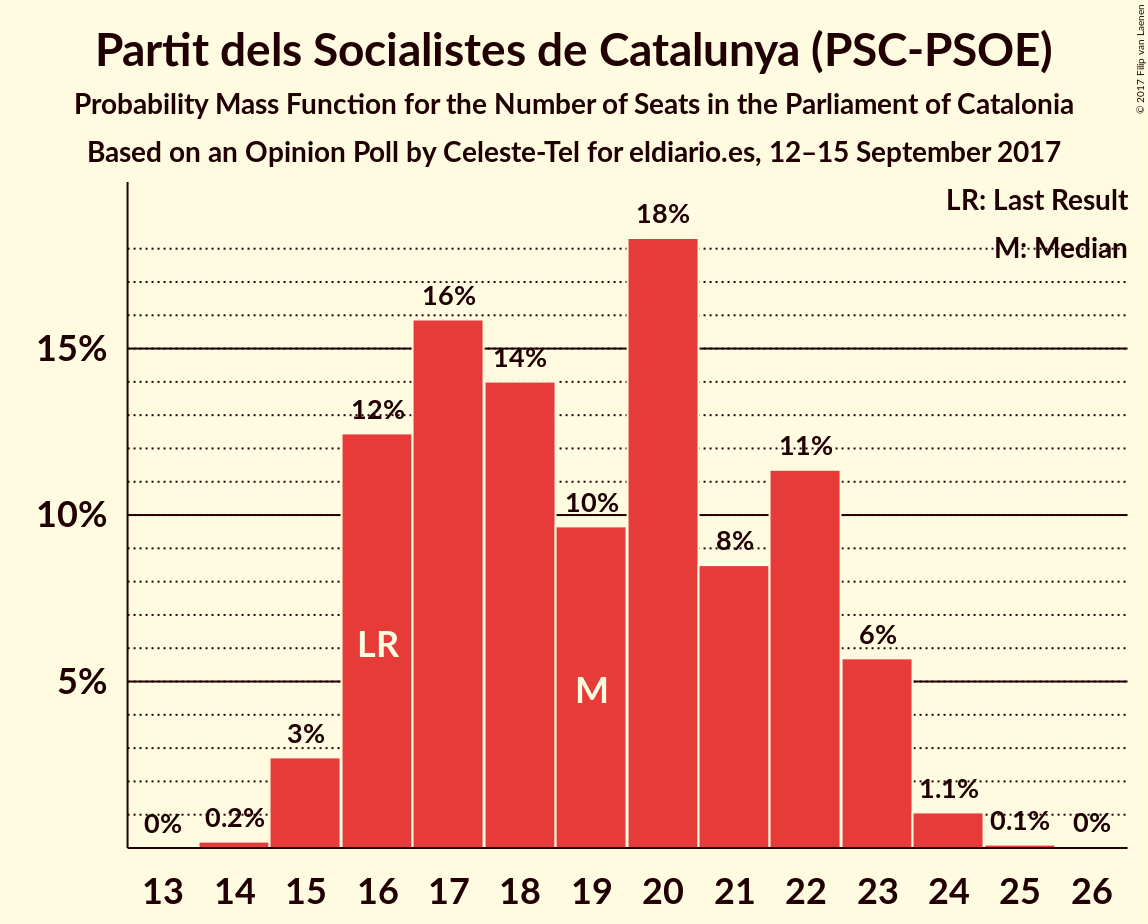 Partit dels Socialistes de Catalunya (PSC-PSOE)
Probability Mass Function for the Number of Seats in the Parliament of Catalonia
Based on an Opinion Poll by Celeste-Tel for eldiario.es, 12–15 September 2017
© 2017 Filip van Laenen
LR: Last Result
M: Median
18%
16%
15%
14%
12%
11%
10%
10%
8%
LR
6%
M
5%
3%
1.1%
0% 0.2% 0.1% 0%
13 14 15 16 17 18 19 20 21 22 23 24 25 26